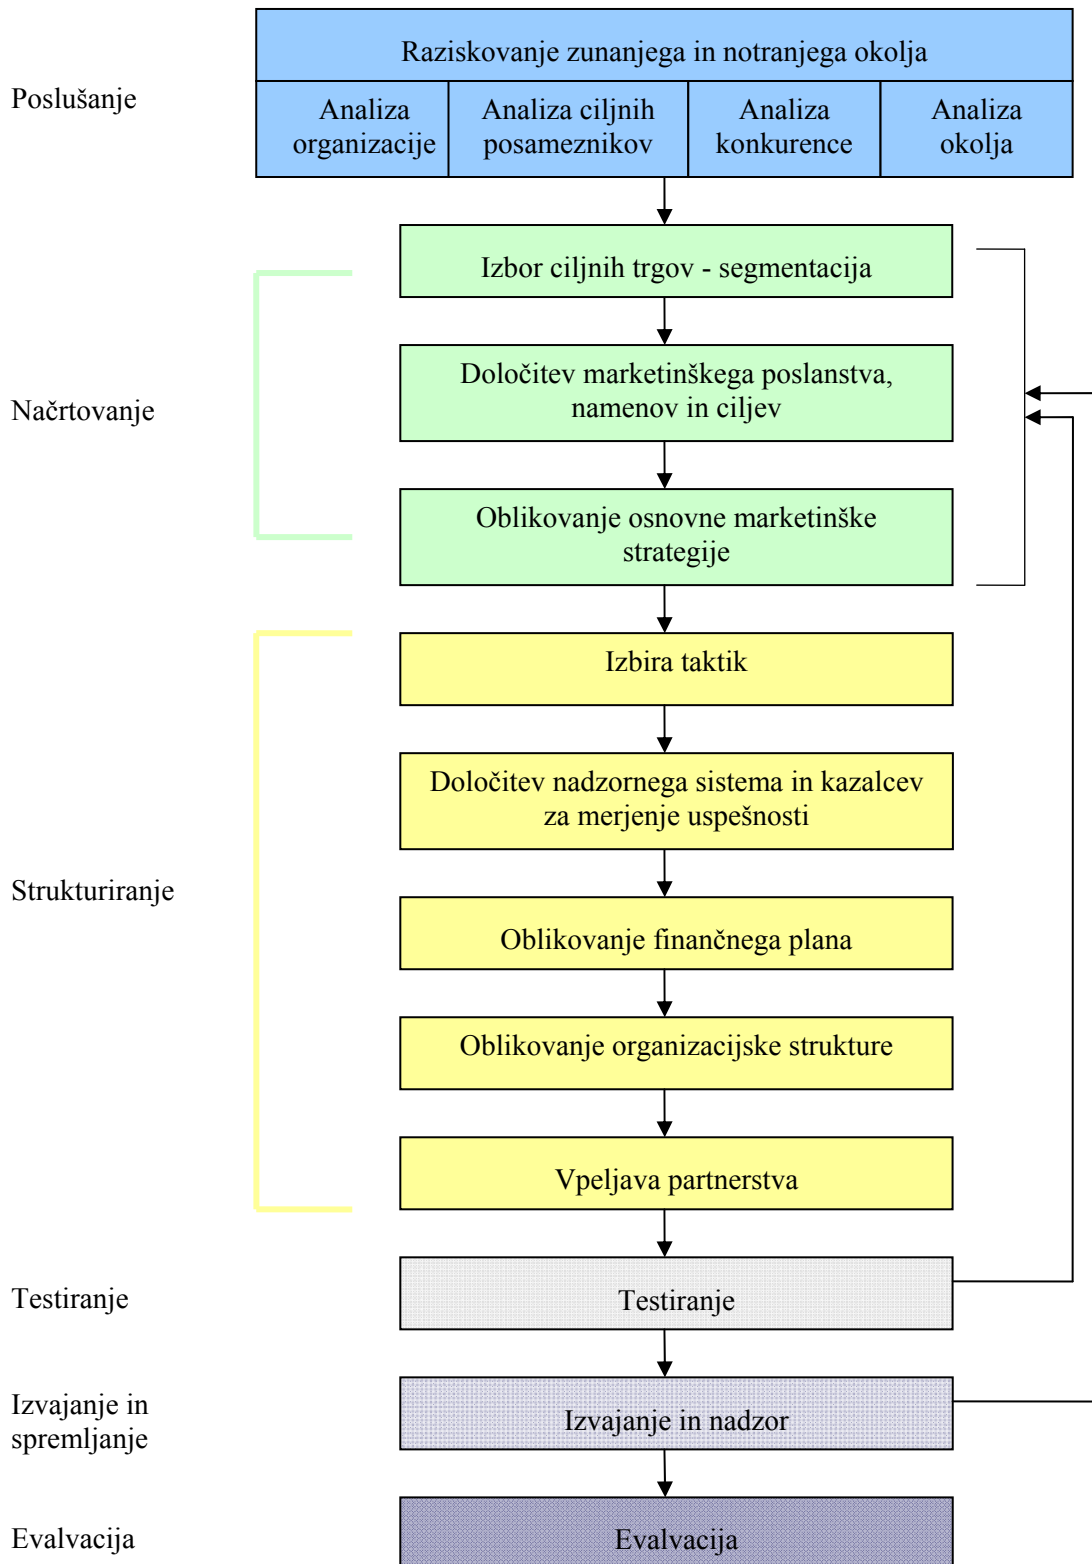 Raziskovanje zunanjega in notranjega okolja
Poslušanje
Analiza
organizacije
Analiza ciljnih
posameznikov
Analiza
konkurence
Analiza
okolja
Izbor ciljnih trgov - segmentacija
Načrtovanje
Določitev marketinškega poslanstva,
namenov in ciljev
Oblikovanje osnovne marketinške
strategije
Izbira taktik
Določitev nadzornega sistema in kazalcev
za merjenje uspešnosti
Strukturiranje
Oblikovanje finančnega plana
Oblikovanje organizacijske strukture
Vpeljava partnerstva
Testiranje
Testiranje
Izvajanje in
spremljanje
Izvajanje in nadzor
Evalvacija
Evalvacija